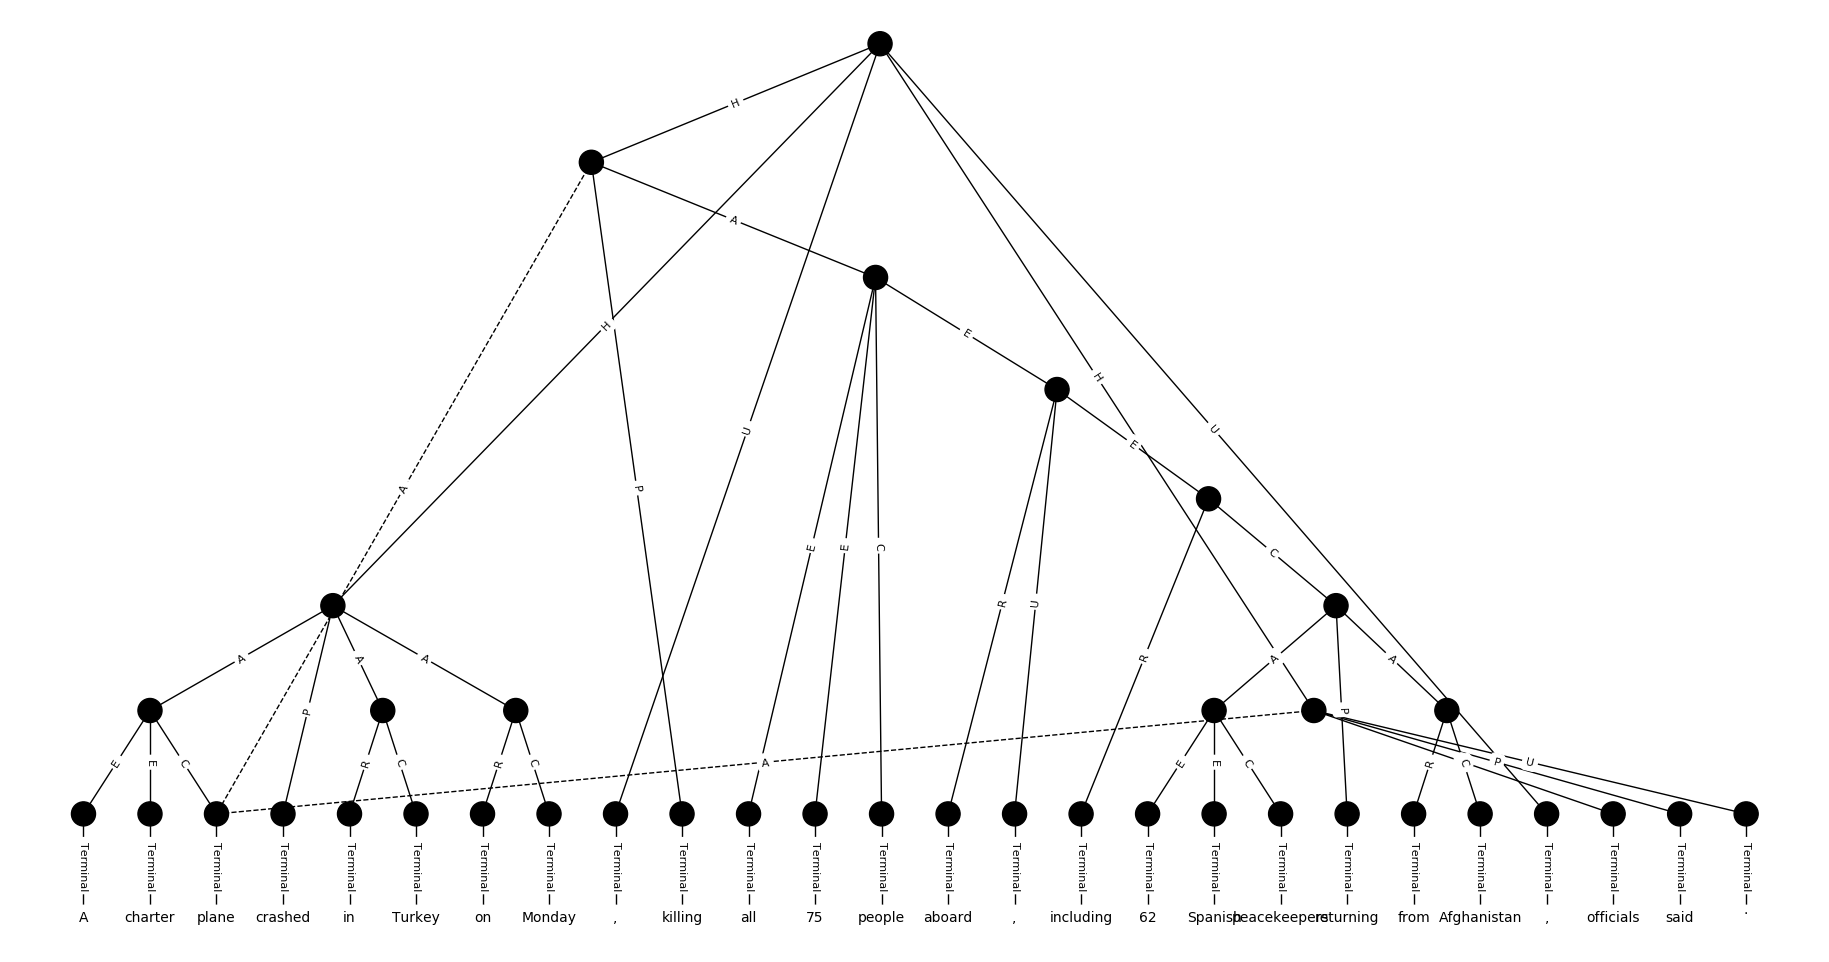 H
A
H
U
E
H
U
E
A
P
E
E
C
R
U
C
A
A
A
P
R
A
P
A
E
E
C
R
C
R
C
A
E
E
C
R
C
P
U
Terminal Terminal Terminal Terminal Terminal Terminal Terminal Terminal Terminal Terminal Terminal Terminal Terminal Terminal Terminal Terminal Terminal Terminal Terminal Terminal Terminal Terminal Terminal Terminal Terminal Terminal
A charter plane crashed in Turkey on Monday , killing all 75 people aboard , including 62 Spanish peacekeepers returning from Afghanistan , officials said .